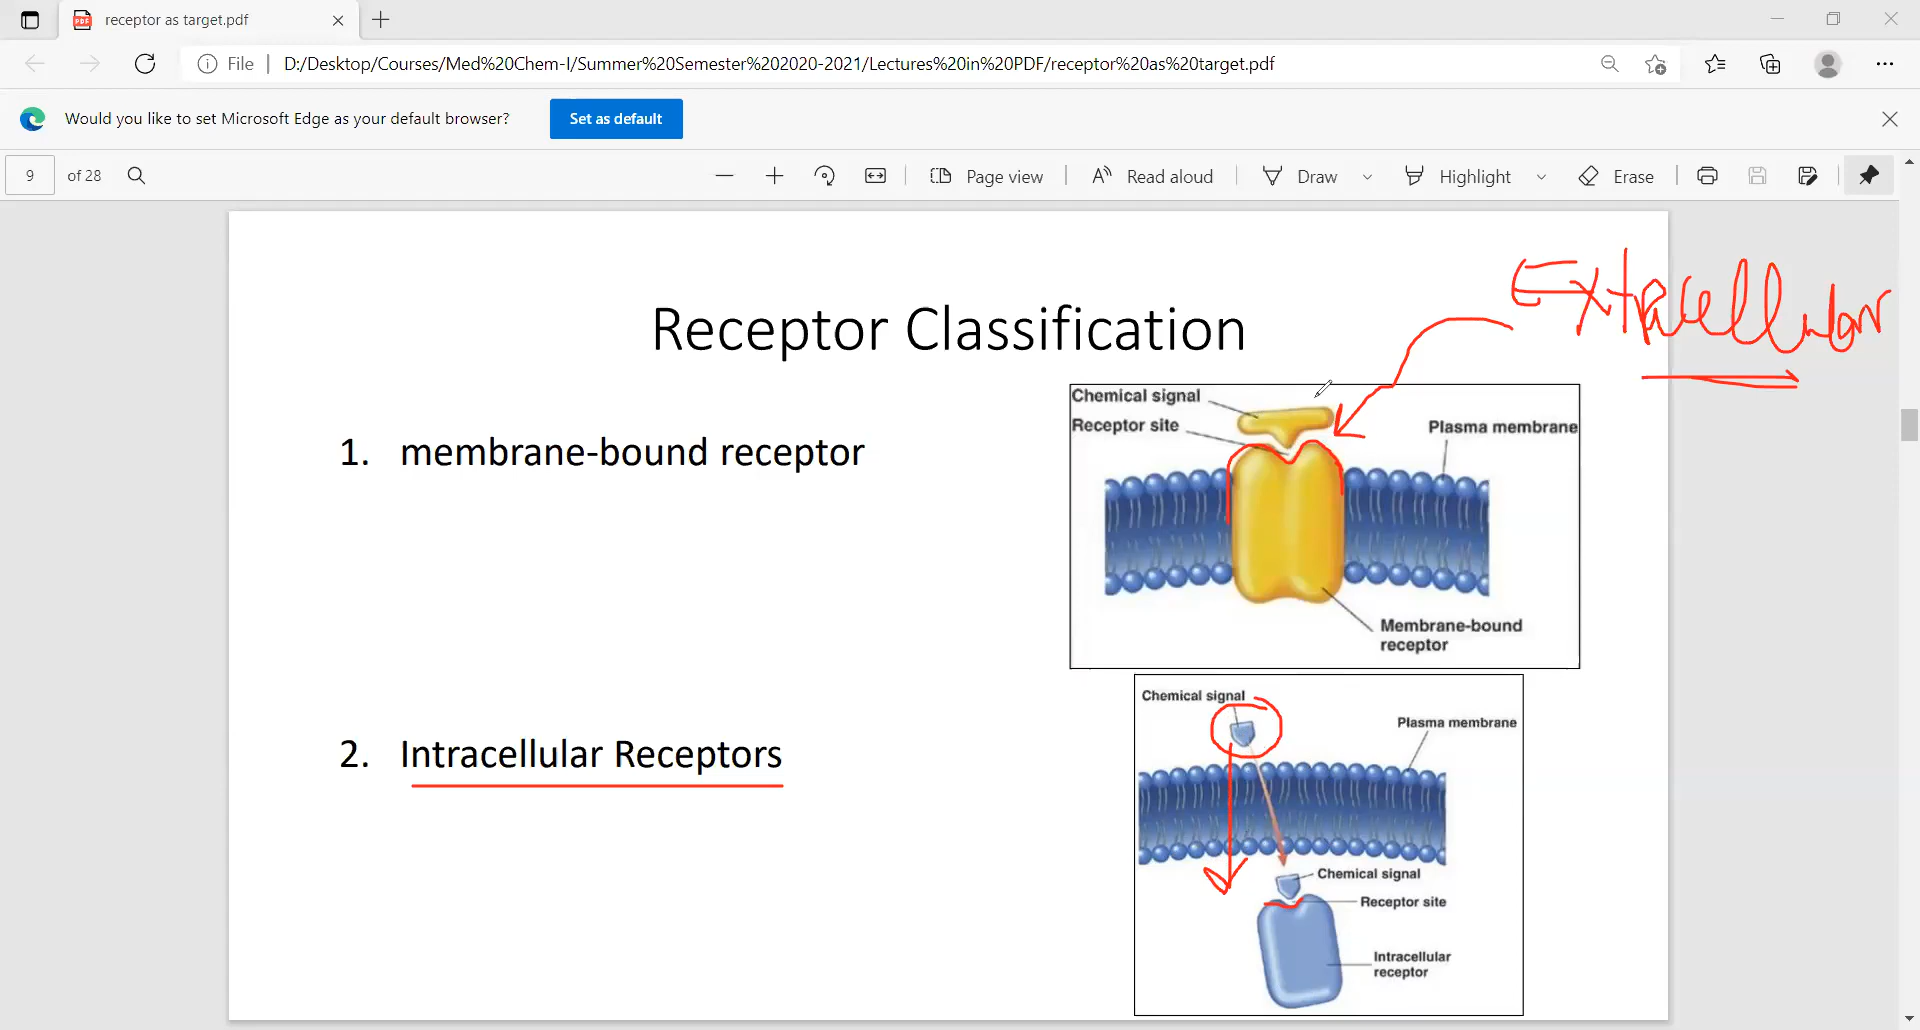 receptor as target.pdf
File
D:/Desktop/Courses/Med%20Chem-I/Summer%20Semester%202020-2021/Lectures%20in%20PDF/receptor%20as%20target.pdf
Would you like to set Microsoft Edge as your default browser?
Set as default
9 of 28
Page view
Read aloud
Draw
Highlight
Erase
Extracellular
Receptor Classification
1. membrane-bound receptor
Chemical signal
Receptor site
Plasma membrane
Membrane-bound
receptor
2. Intracellular Receptors
Chemical signal
Plasma membrane
Chemical signal
Receptor site
Intracellular
receptor